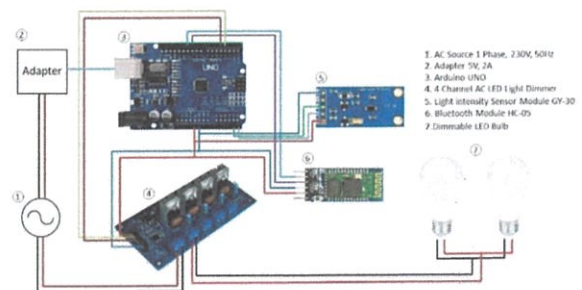 ②
Adapter
①
③
UNO
④
⑤
⑥
⑦
1. AC Source 1 Phase, 230V, 50Hz
2. Adapter 5V, 2A
3. Arduino UNO
4. 4 Channel AC LED Light Dimmer
5. Light intensity Sensor Module GY-30
6. Bluetooth Module HC-05
7.Dimmable LED Bulb